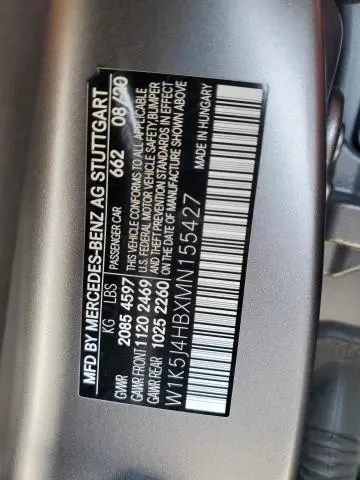 MFD BY MERCEDES-BENZ AG STUTTGART
KG LBS PASSENGER CAR 662 08/20
GWR 2085 4597 THIS VEHICLE CONFORMS TO ALL APPLICABLE
GAWR FRONT 1120 2469 U.S. FEDERAL MOTOR VEHICLE SAFETY,BUMPER
GAWR REAR 1025 2260 AND THEFT PREVENTION STANDARDS IN EFFECT
ON THE DATE OF MANUFACTURE SHOWN ABOVE
W1K5J4HBXMN155427 MADE IN HUNGARY